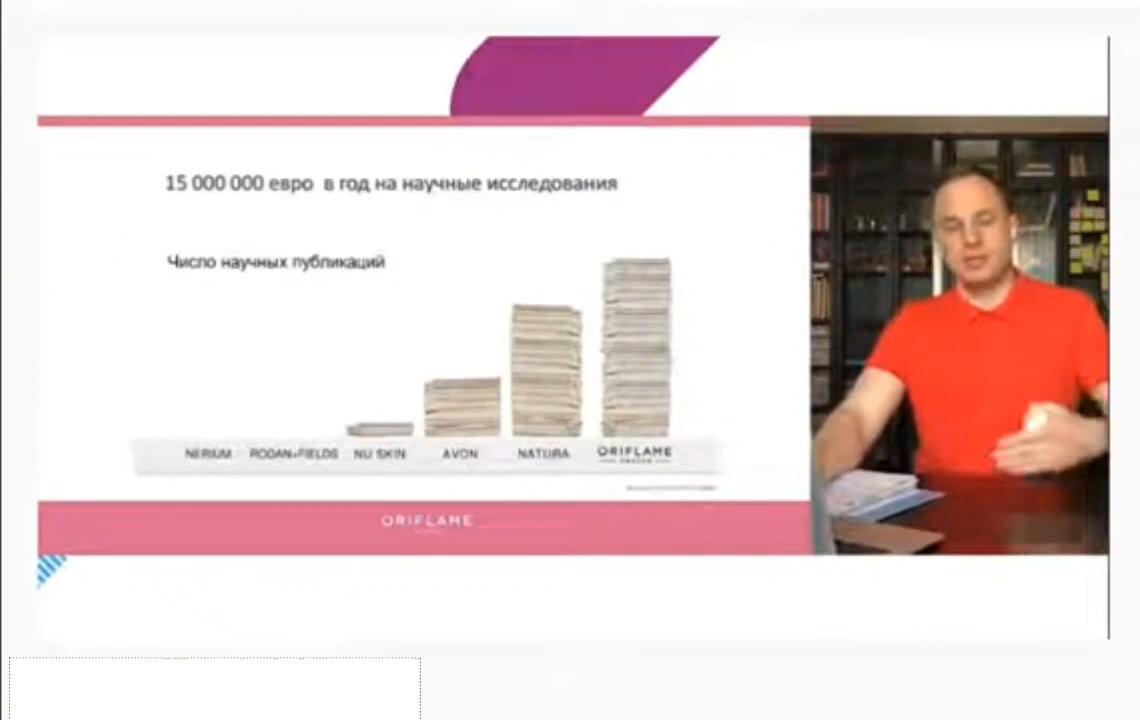 15 000 000 евро в год на научные исследования
Число научных публикаций
NERIUM RODAN+FIELDS NU SKIN AVON NATURA ORIFLAME
ORIFLAME